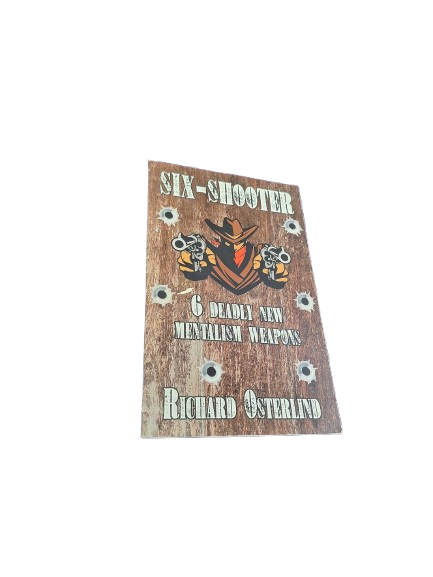 SIX-SHOOTER
6 DEADLY NEW
MENTALISM WEAPONS
RICHARD OSTERLIND